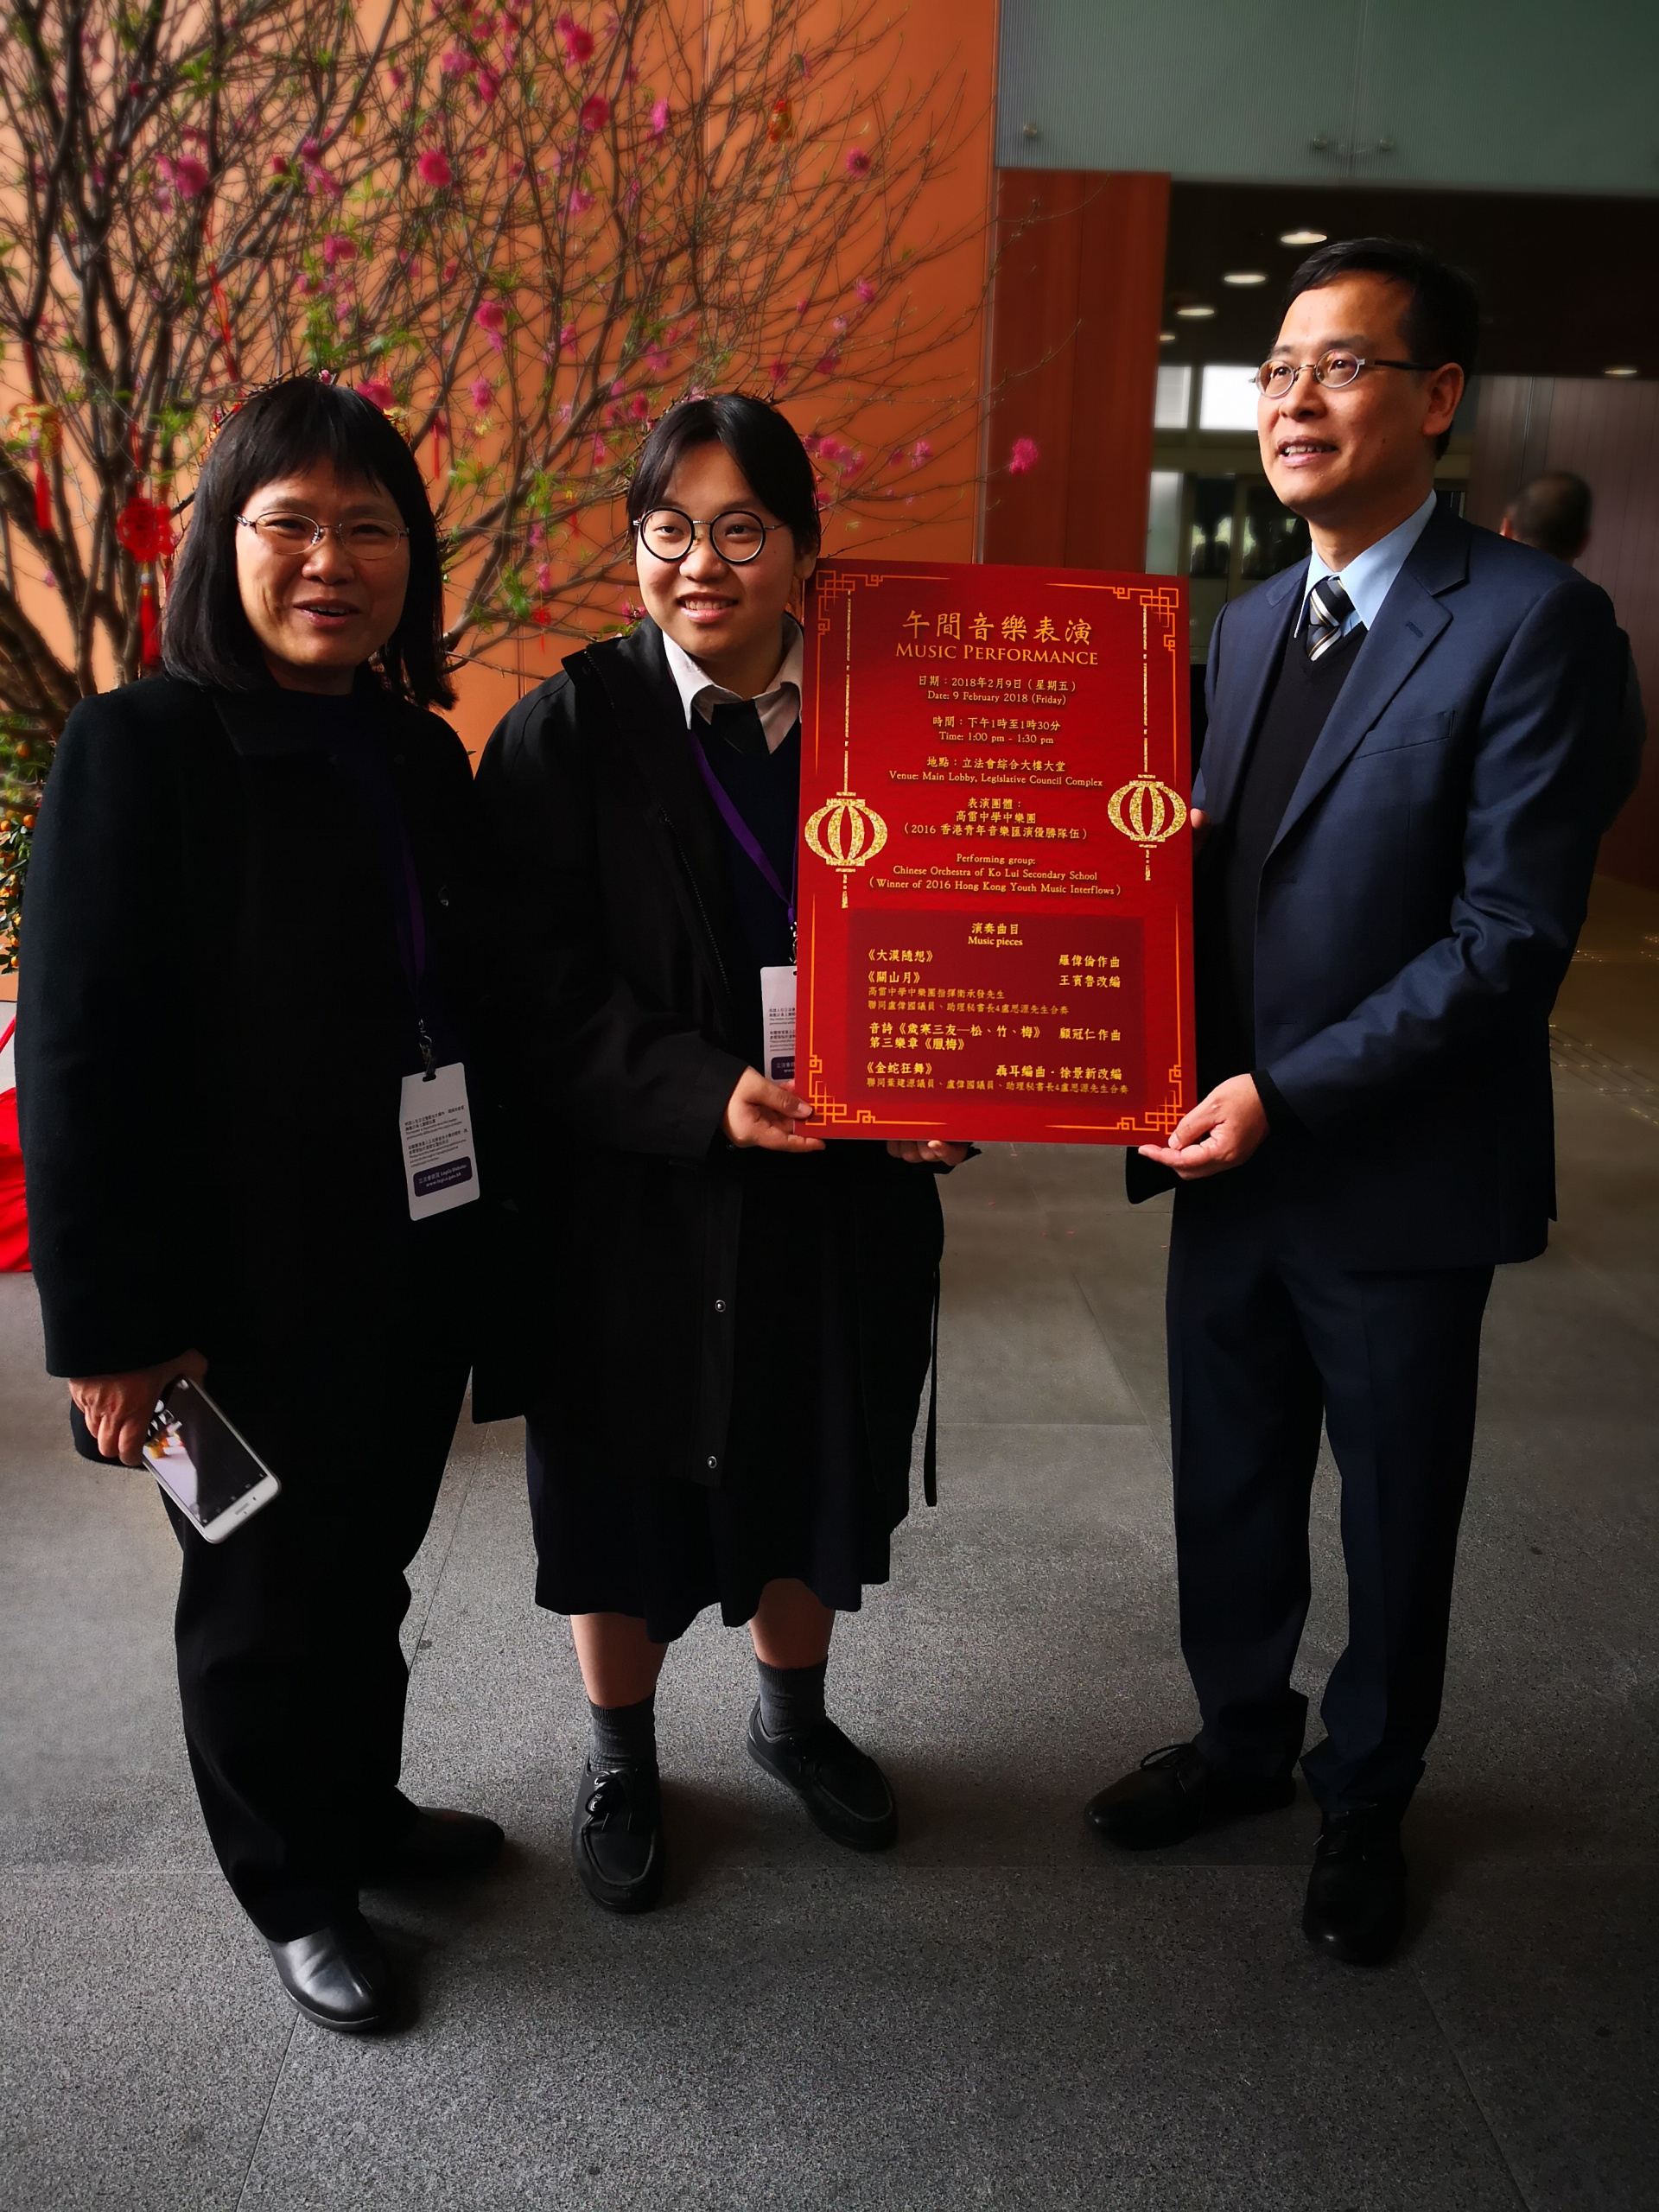 午間音樂表演
MUSIC PERFORMANCE
日期：2018年2月9日（星期五）
Date: 9 February 2018 (Friday)
時間：下午1時至1時30分
Time: 1:00 pm - 1:30 pm
地點：立法會綜合大樓大堂
Venue: Main Lobby, Legislative Council Complex
表演團體：
高雷中學中樂團
（2016 香港青年音樂匯演優勝隊伍）
Performing group:
Chinese Orchestra of Ko Lui Secondary School
(Winner of 2016 Hong Kong Youth Music Interflows)
演奏曲目
Music pieces
《大漠隨想》 羅偉倫作曲
《關山月》 王賓魯改編
高雷中學中樂團指揮衛承發先生
聯同盧偉國議員、助理秘書長4盧思源先生合奏
音詩《歲寒三友─松、竹、梅》 顧冠仁作曲
第三樂章《臘梅》
《金蛇狂舞》 聶耳編曲·徐景新改編
聯同葉建源議員、盧偉國議員、助理秘書長4盧思源先生合奏
www.legco.gov.hk